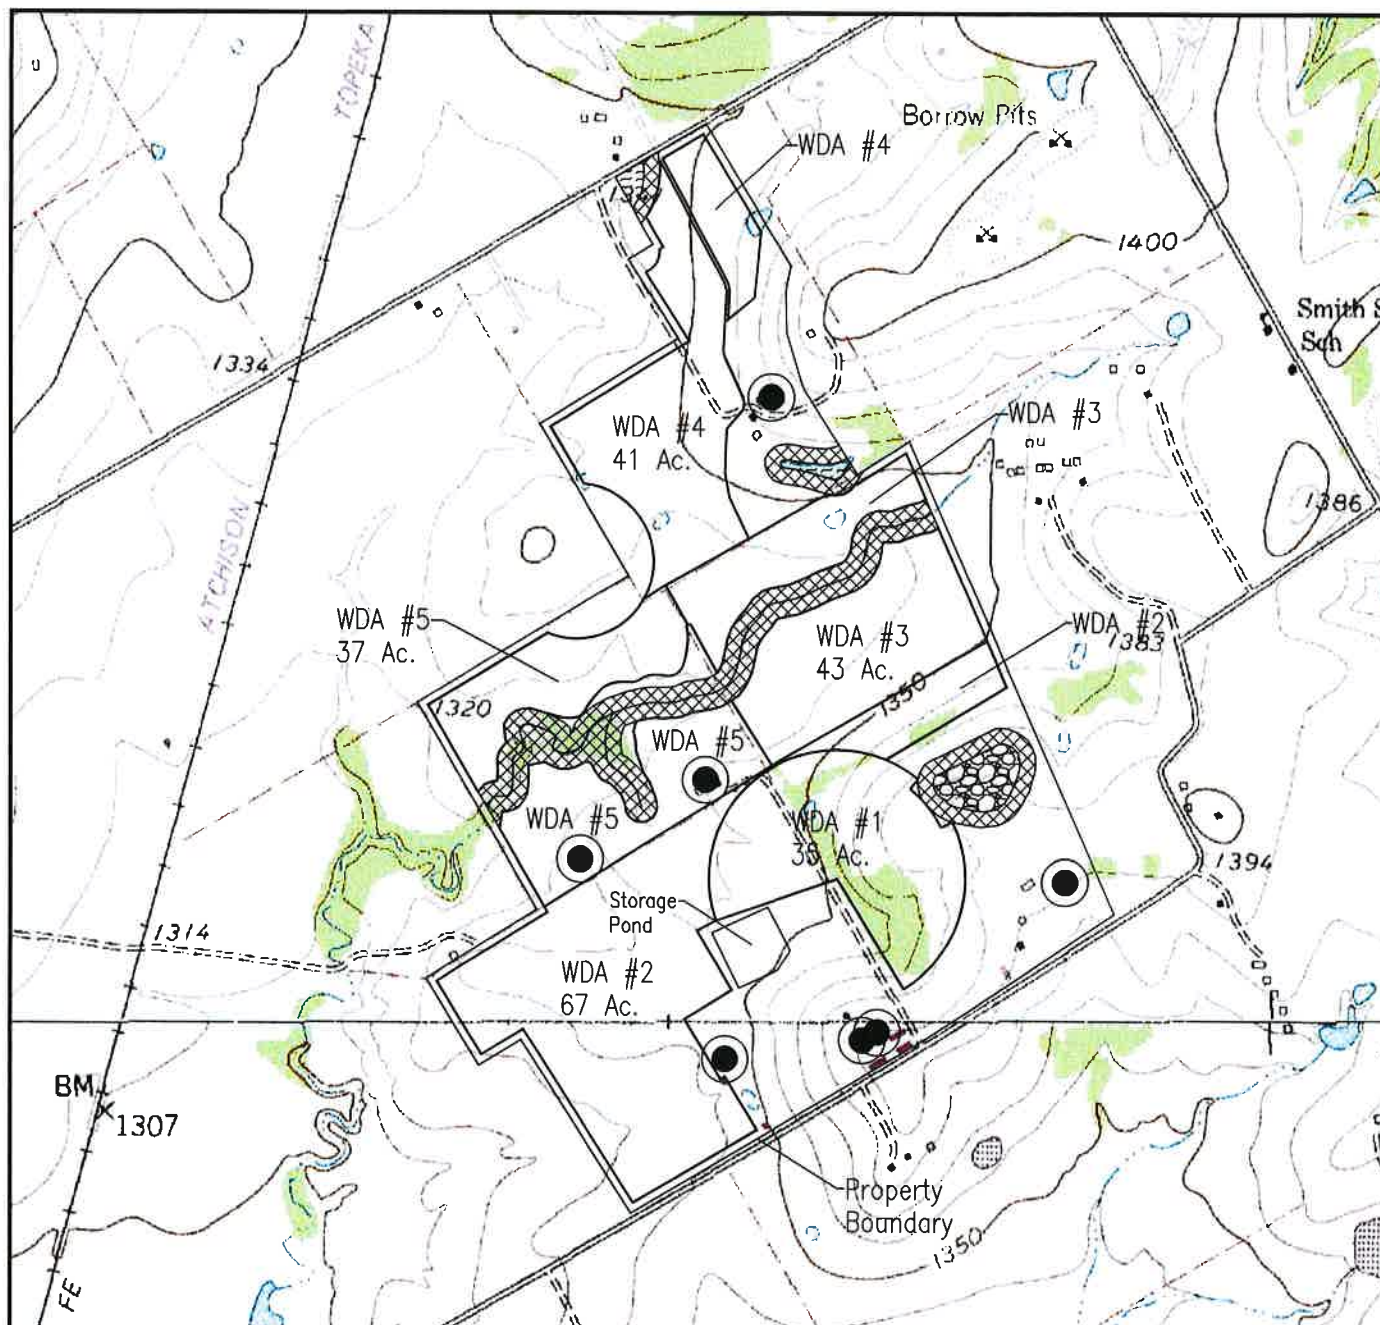 TOPEKA
Borrow Pits
WDA #4
1400
Smith S
Sch
1334
WDA #3
WDA #4
41 Ac.
1386
ATCHISON
WDA #5
37 Ac.
WDA #3
43 Ac.
WDA #2
1383
1320
1350
WDA #5
WDA #5
WDA #1
35 Ac.
1394
Storage
Pond
1314
WDA #2
67 Ac.
BM
1307
Property
Boundary
1350
FE